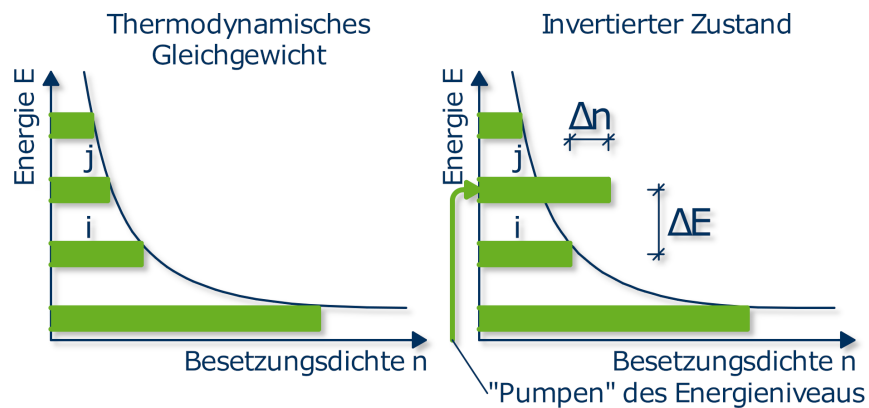 Thermodynamisches
Gleichgewicht
Energie E
j
i
Besetzungsdichte n
Invertierter Zustand
Energie E
Δn
j
ΔE
i
Besetzungsdichte n
"Pumpen" des Energieniveaus